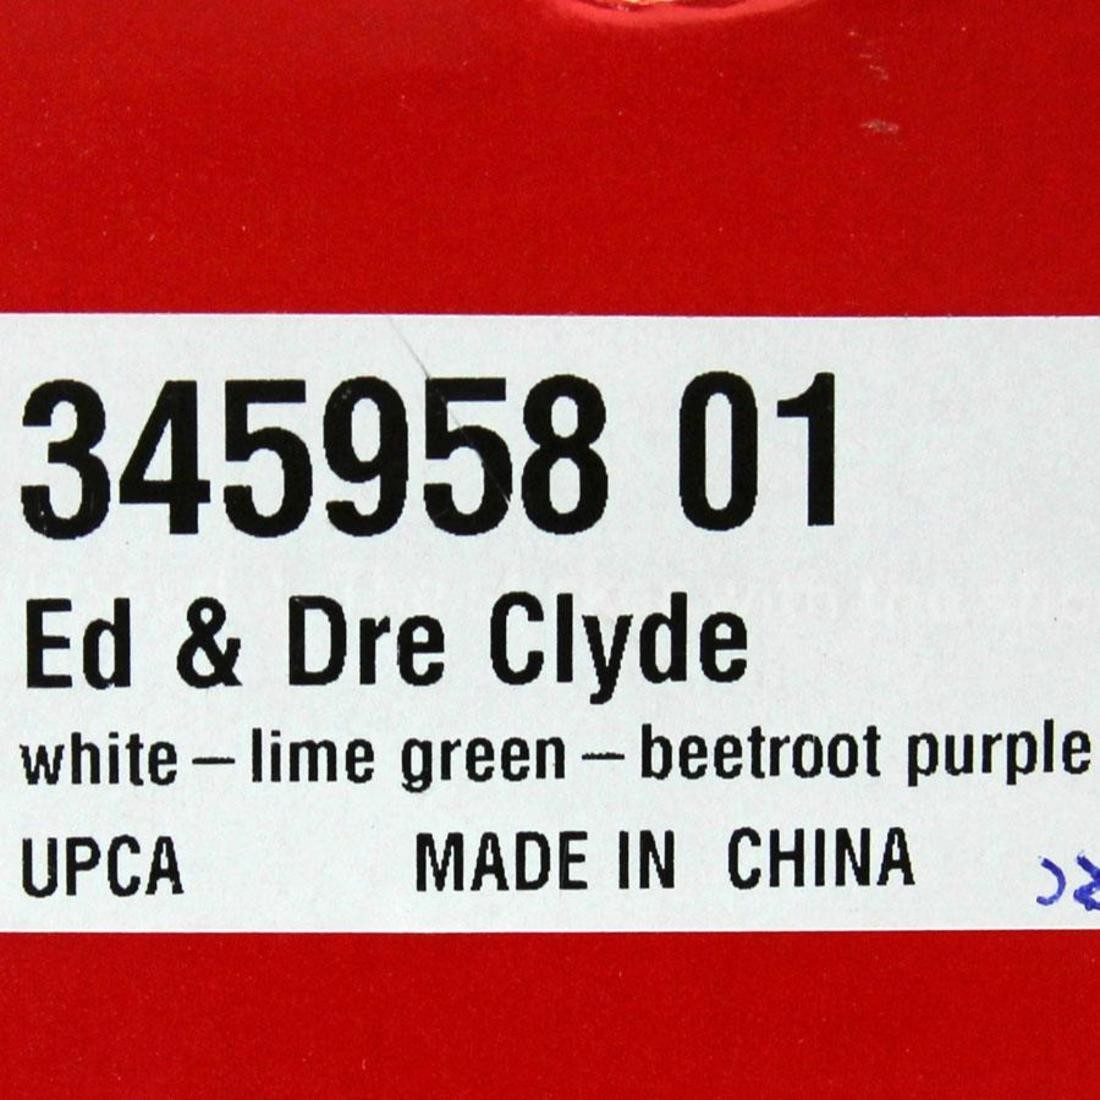 345958 01
Ed & Dre Clyde
white – lime green – beetroot purple
UPCA MADE IN CHINA